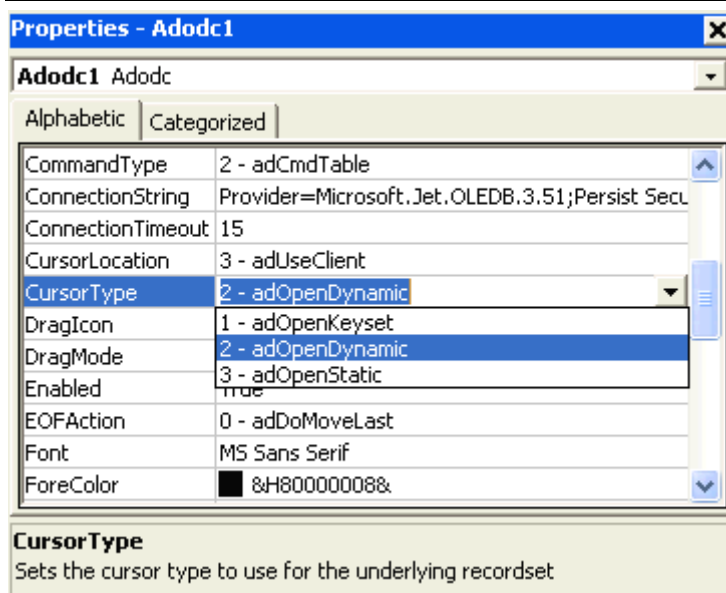 Properties - Adodc1
Adodc1 Adodc
Alphabetic Categorized
CommandType 2 - adCmdTable
ConnectionString Provider=Microsoft.Jet.OLEDB.3.51;Persist Secu
ConnectionTimeout 15
CursorLocation 3 - adUseClient
CursorType 2 - adOpenDynamic
DragIcon 1 - adOpenKeyset
DragMode 2 - adOpenDynamic
3 - adOpenStatic
Enabled True
EOFAction 0 - adDoMoveLast
Font MS Sans Serif
ForeColor &H80000008&
CursorType
Sets the cursor type to use for the underlying recordset